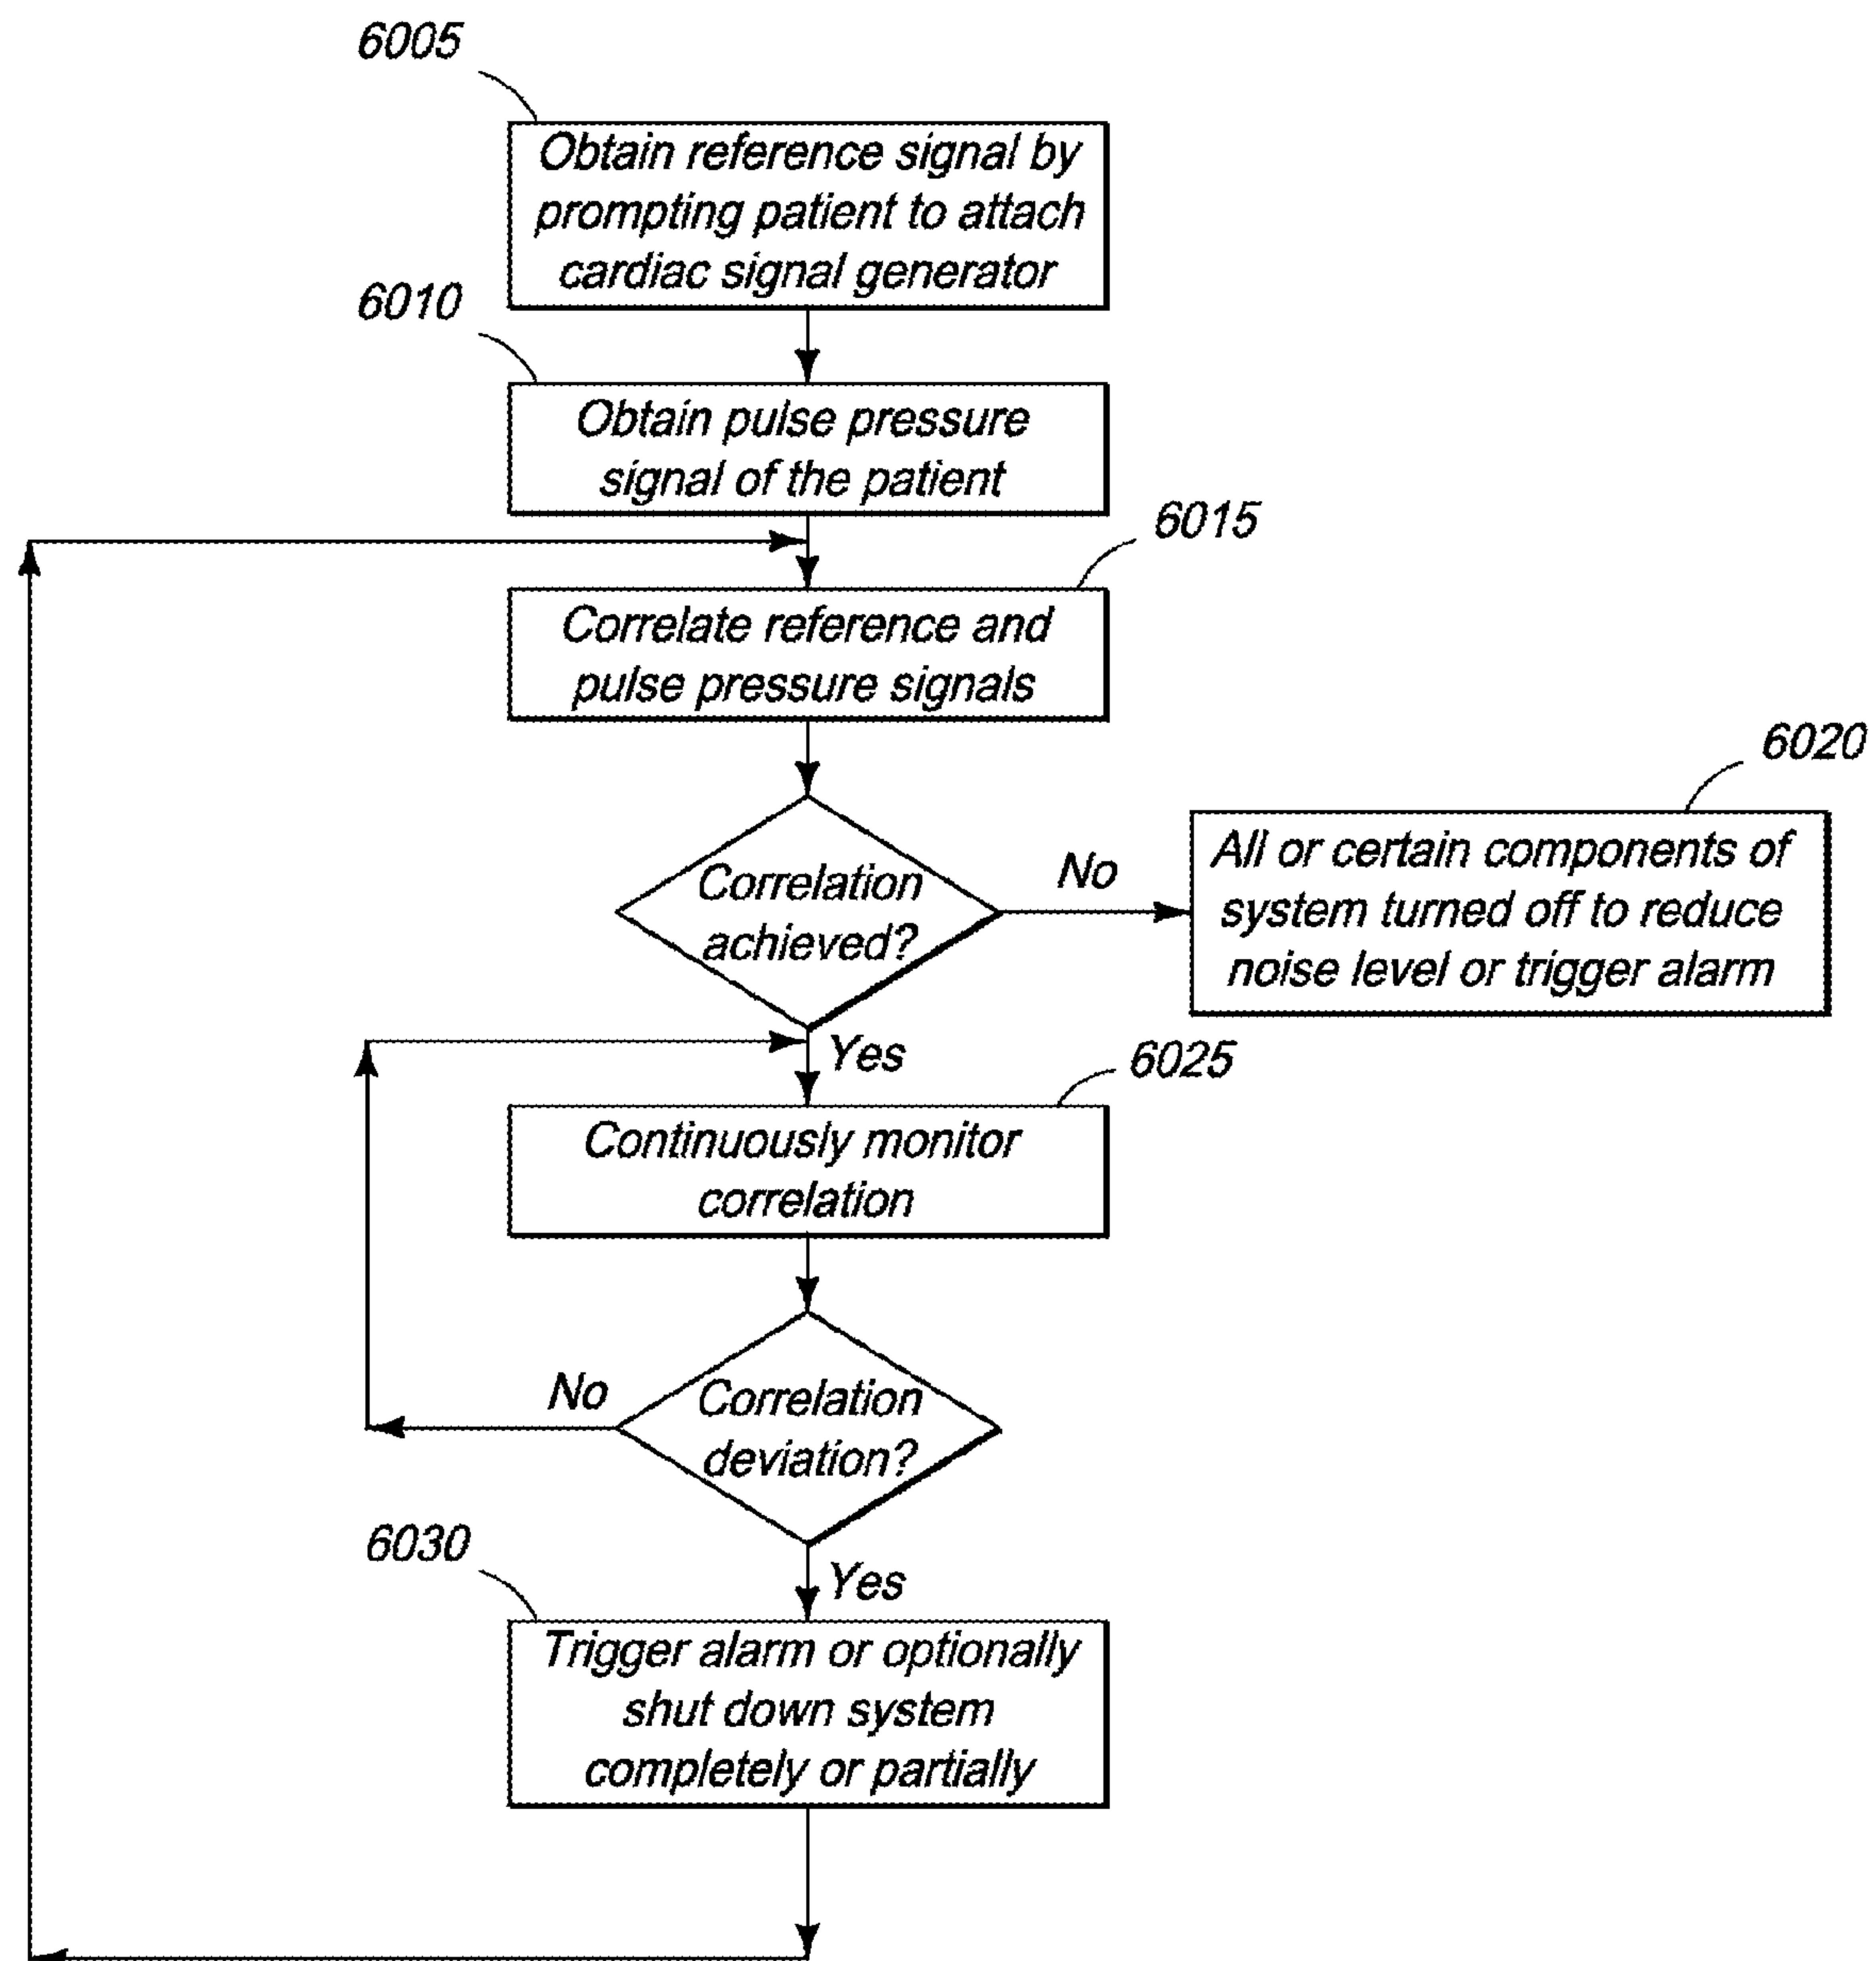 6005
Obtain reference signal by
prompting patient to attach
cardiac signal generator
6010
Obtain pulse pressure
signal of the patient
6015
Correlate reference and
pulse pressure signals
6020
Correlation
achieved?
No
All or certain components of
system turned off to reduce
noise level or trigger alarm
Yes
6025
Continuously monitor
correlation
No
Correlation
deviation?
6030
Yes
Trigger alarm or optionally
shut down system
completely or partially